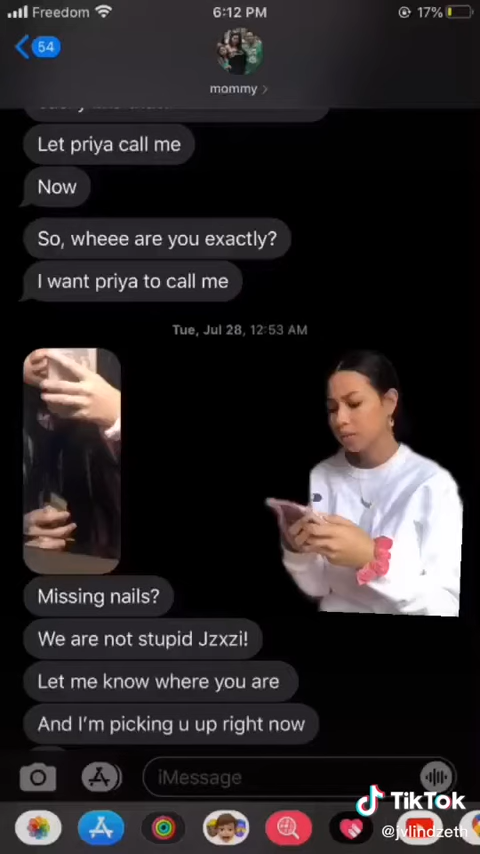 Freedom
6:12 PM
17%
54
mommy
Let priya call me
Now
So, wheee are you exactly?
I want priya to call me
Tue, Jul 28, 12:53 AM
Missing nails?
We are not stupid Jzxzi!
Let me know where you are
And I'm picking u up right now
iMessage
TikTok
@jvlindzeth